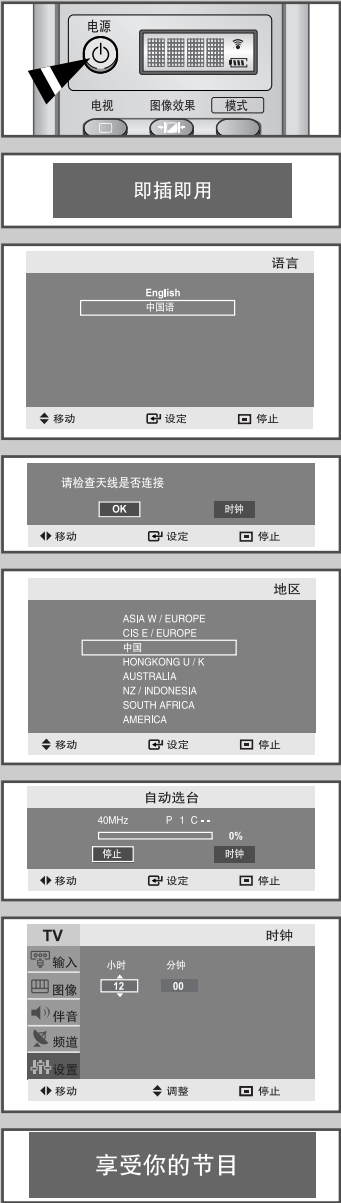 电源
电视 图像效果 模式
即插即用
语言
English
中国语
移动 设定 停止
请检查天线是否连接
OK 时钟
移动 设定 停止
地区
ASIA W / EUROPE
CIS E / EUROPE
中国
HONGKONG U / K
AUSTRALIA
NZ / INDONESIA
SOUTH AFRICA
AMERICA
移动 设定 停止
自动选台
40MHz P 1 C - -
0%
停止 时钟
移动 设定 停止
TV 时钟
输入 小时 分钟
图像 12 00
伴音
频道
设置
移动 调整 停止
享受你的节目